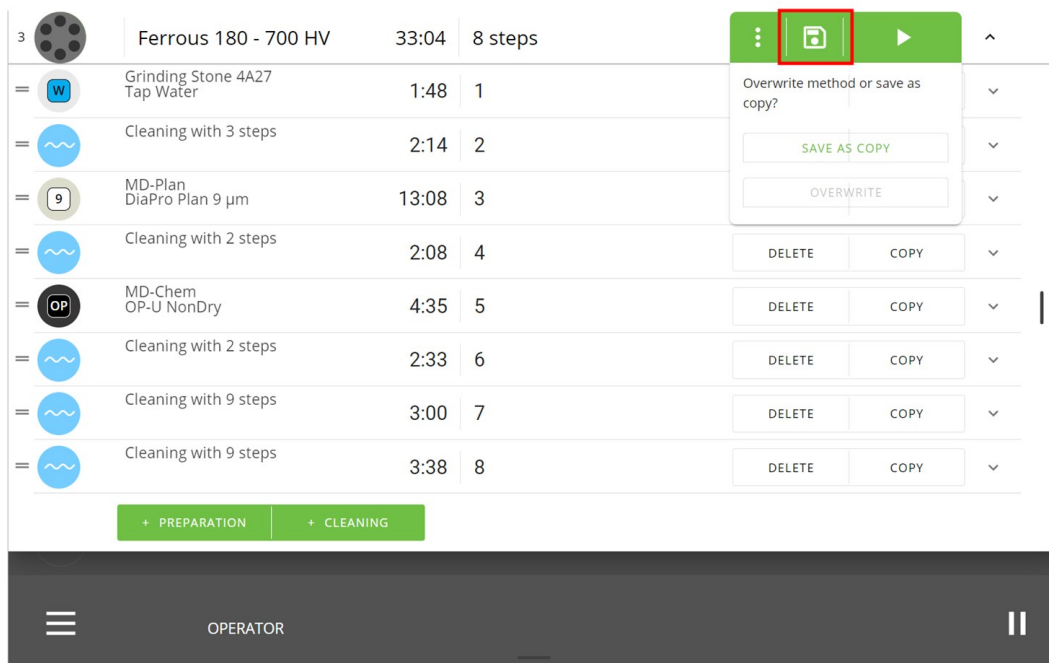 3 Ferrous 180 - 700 HV 33:04 8 steps
Grinding Stone 4A27
W Tap Water 1:48 1
Overwrite method or save as
copy?
Cleaning with 3 steps 2:14 2
SAVE AS COPY
MD-Plan
9 DiaPro Plan 9 µm 13:08 3
OVERWRITE
Cleaning with 2 steps 2:08 4 DELETE COPY
MD-Chem
OP OP-U NonDry 4:35 5 DELETE COPY
Cleaning with 2 steps 2:33 6 DELETE COPY
Cleaning with 9 steps 3:00 7 DELETE COPY
Cleaning with 9 steps 3:38 8 DELETE COPY
+ PREPARATION + CLEANING
OPERATOR